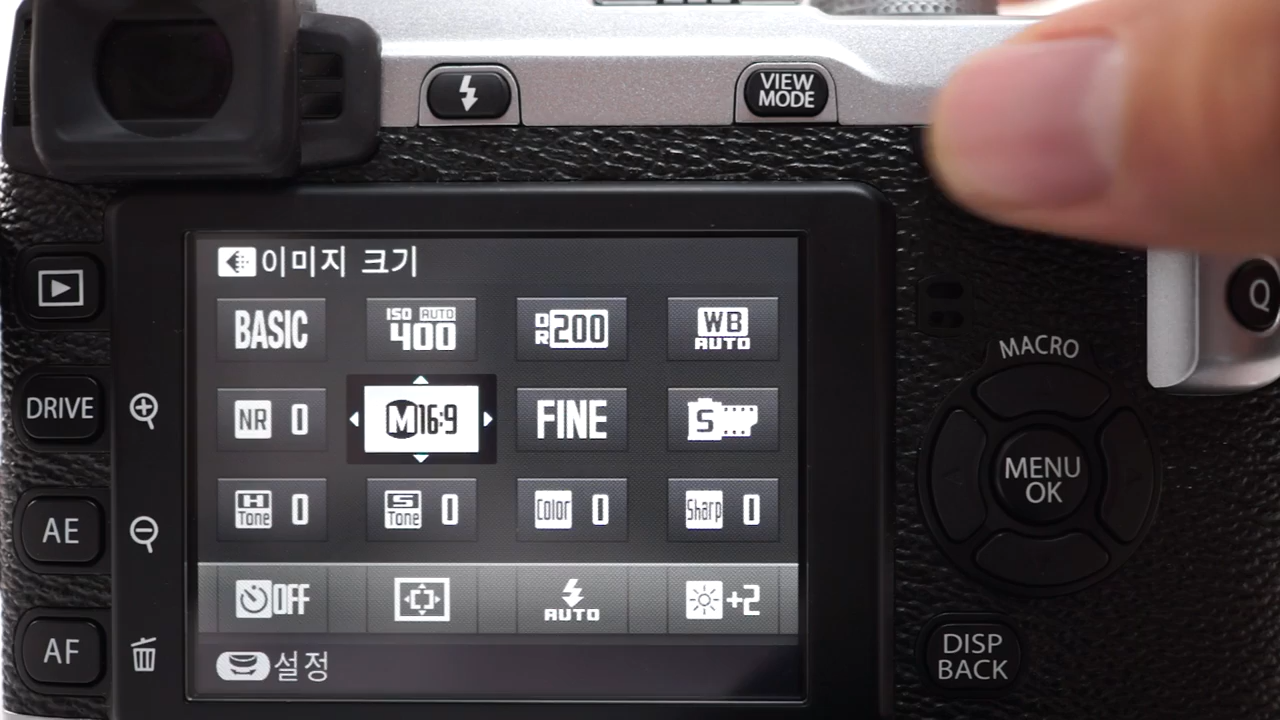 VIEW
MODE
이미지 크기
BASIC
ISO AUTO
400
DR 200
WB
AUTO
NR 0
M 16:9
FINE
S
H
Tone 0
S
Tone 0
Color 0
Sharp 0
OFF
AUTO
+2
설정
DRIVE
AE
AF
Q
MACRO
MENU
OK
DISP
BACK